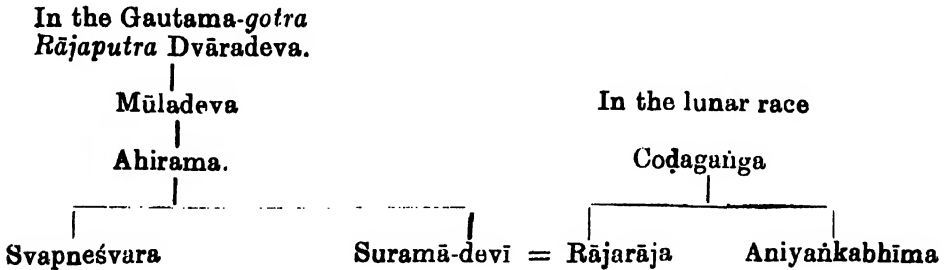 In the Gautama-gotra
Rājaputra Dvāradeva.
Mūladeva
In the lunar race
Ahirama.
Coḍagaṅga
Svapneśvara Suramā-devī = Rājarāja Aniyaṅkabhīma